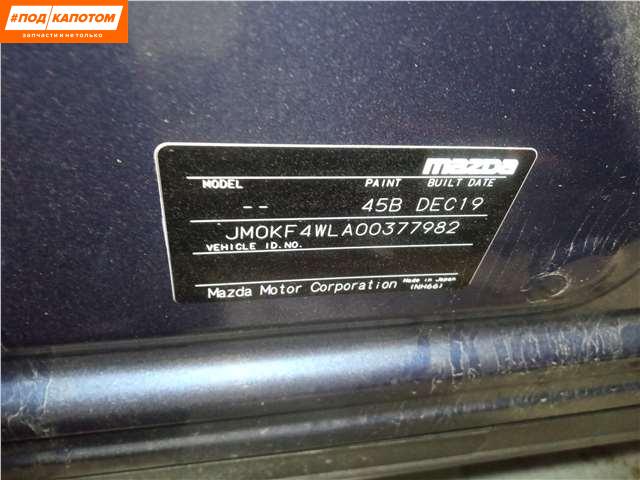 #ПОД КАПОТОМ
запчасти и не только
mazda
MODEL PAINT BUILT DATE
-- 45B DEC19
JM0KF4WLA00377982
VEHICLE ID.NO.
Mazda Motor Corporation Made in Japan
(NH66)